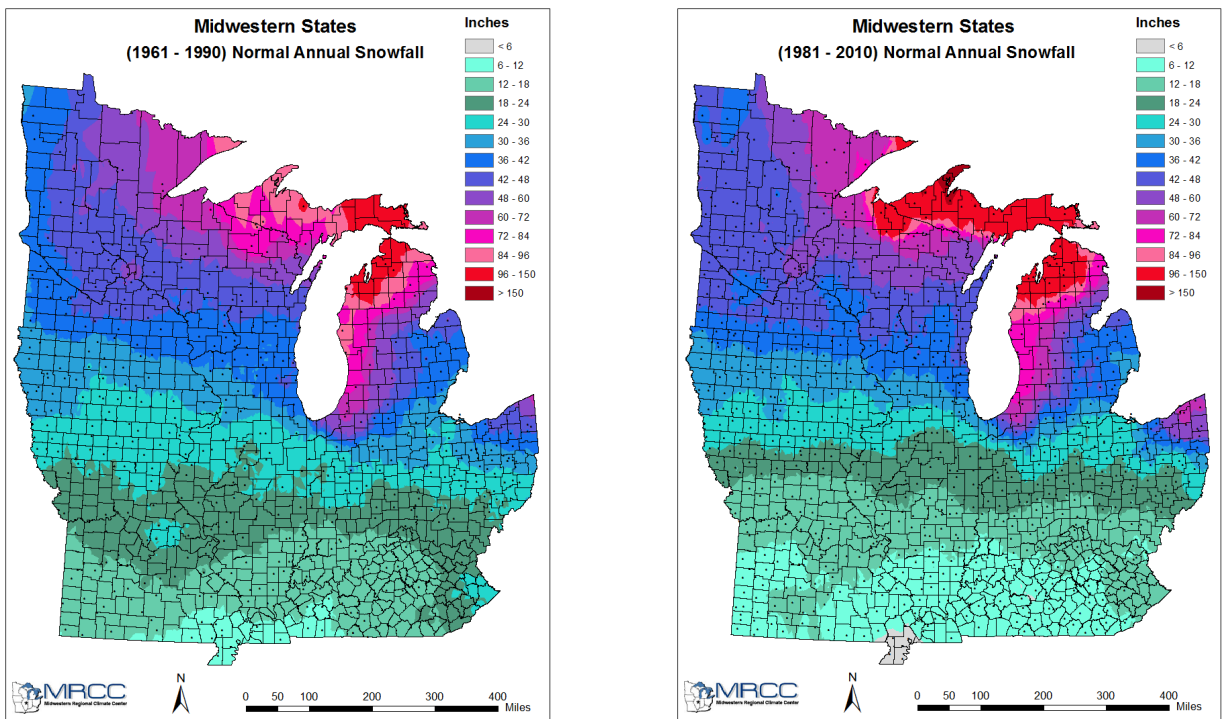 Midwestern States
(1961 - 1990) Normal Annual Snowfall
Inches
< 6
6 - 12
12 - 18
18 - 24
24 - 30
30 - 36
36 - 42
42 - 48
48 - 60
60 - 72
72 - 84
84 - 96
96 - 150
> 150
MRCC
Midwestern Regional Climate Center
N
0 50 100 200 300 400
Miles
Midwestern States
(1981 - 2010) Normal Annual Snowfall
Inches
< 6
6 - 12
12 - 18
18 - 24
24 - 30
30 - 36
36 - 42
42 - 48
48 - 60
60 - 72
72 - 84
84 - 96
96 - 150
> 150
MRCC
Midwestern Regional Climate Center
N
0 50 100 200 300 400
Miles